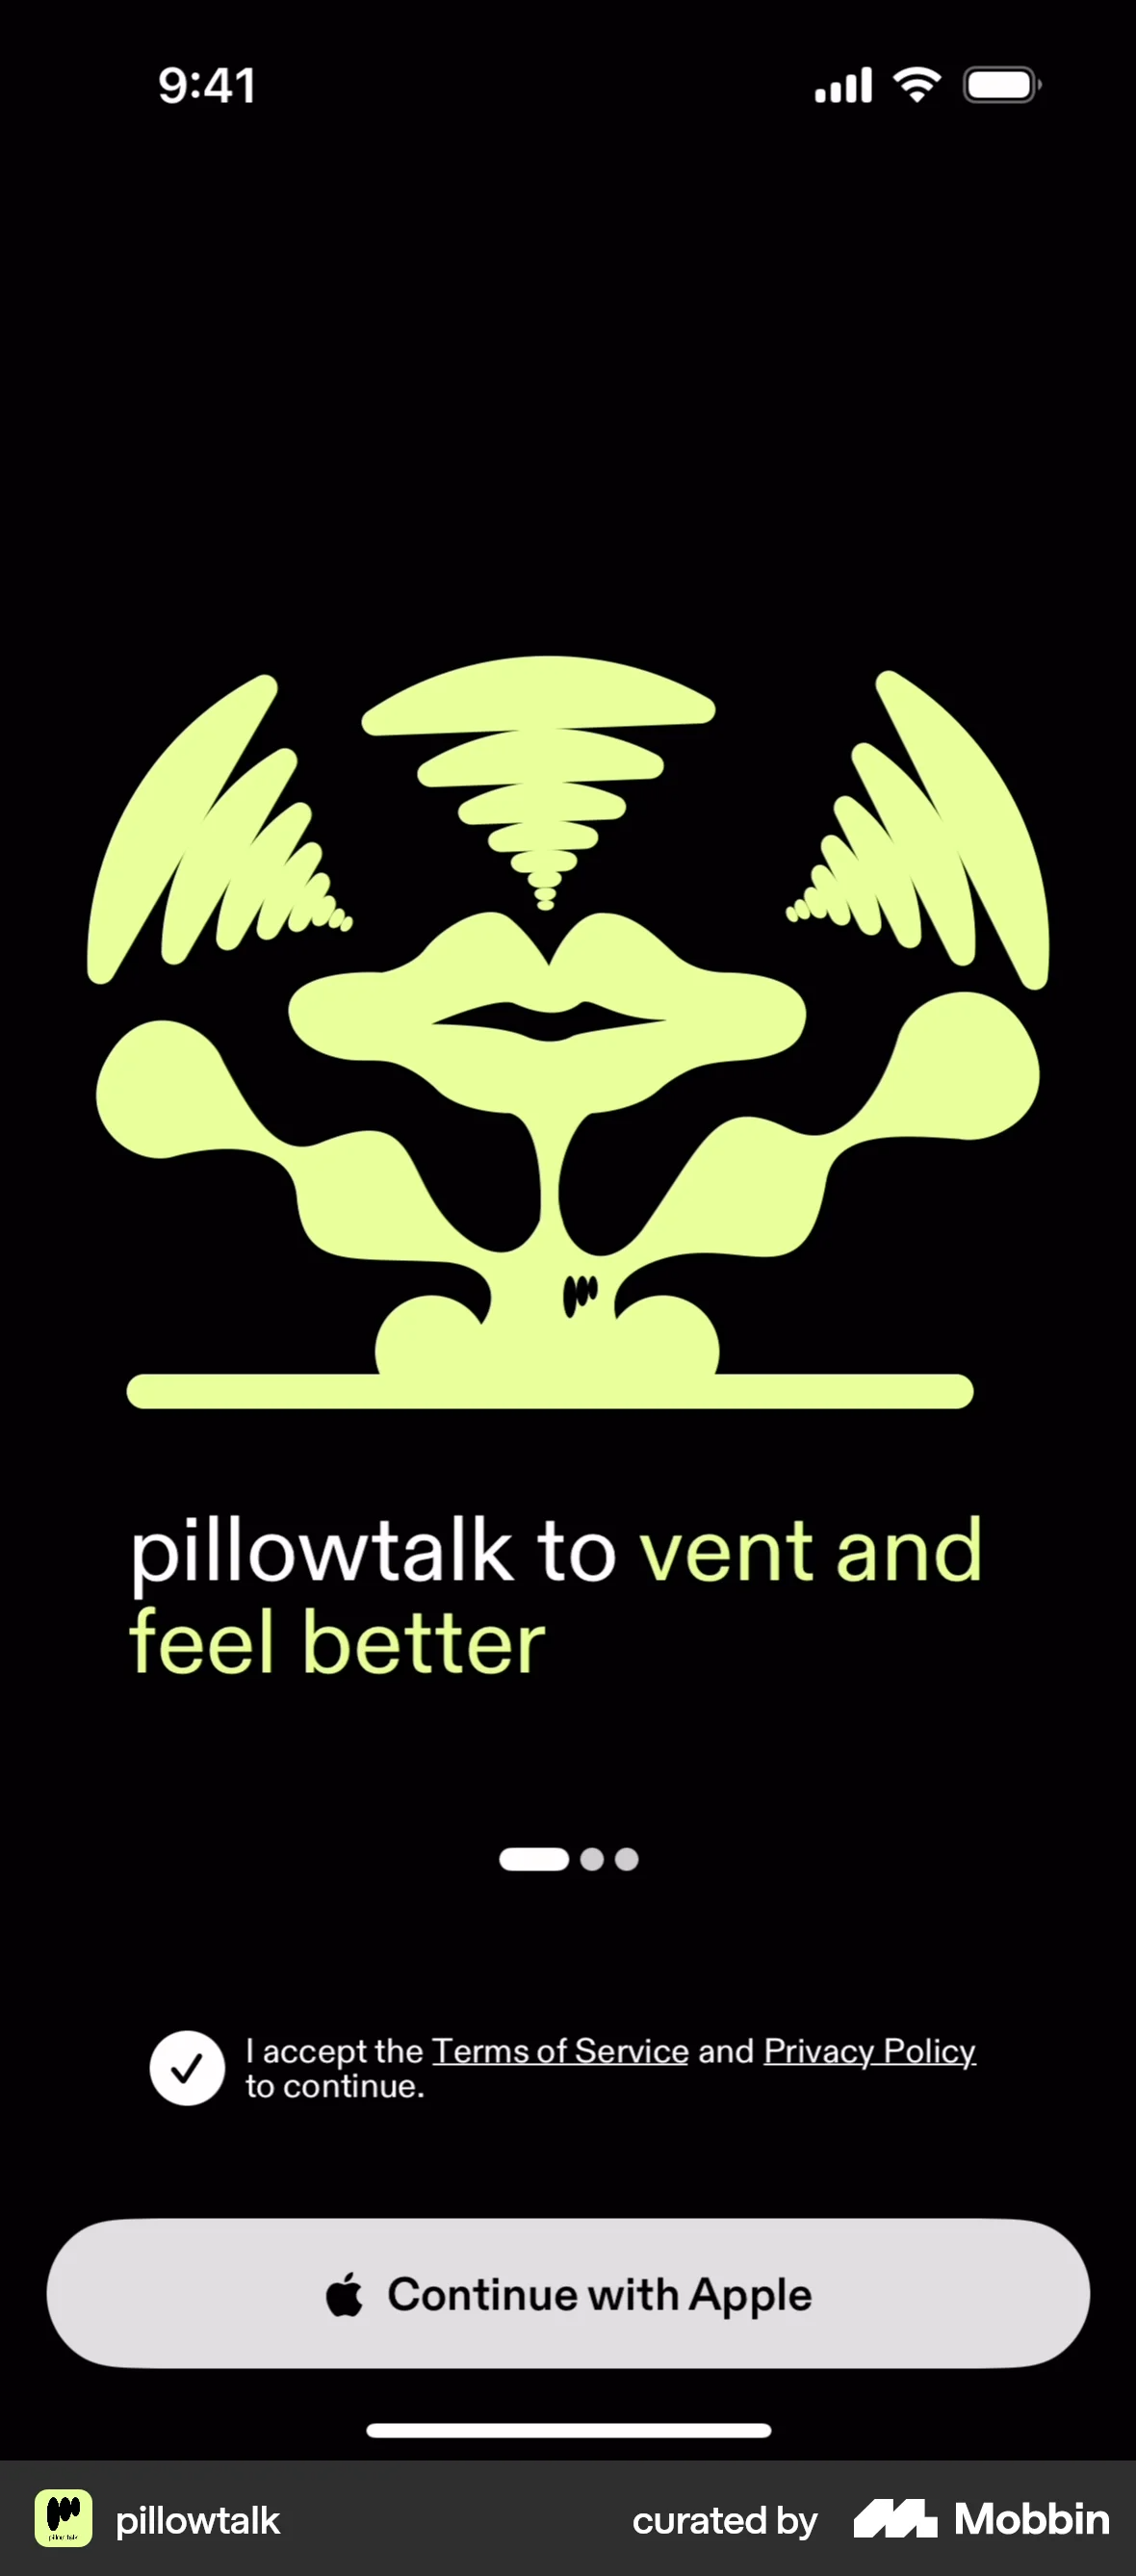 9:41
pillowtalk to vent and
feel better
I accept the Terms of Service and Privacy Policy
to continue.
Continue with Apple
pillowtalk
curated by Mobbin